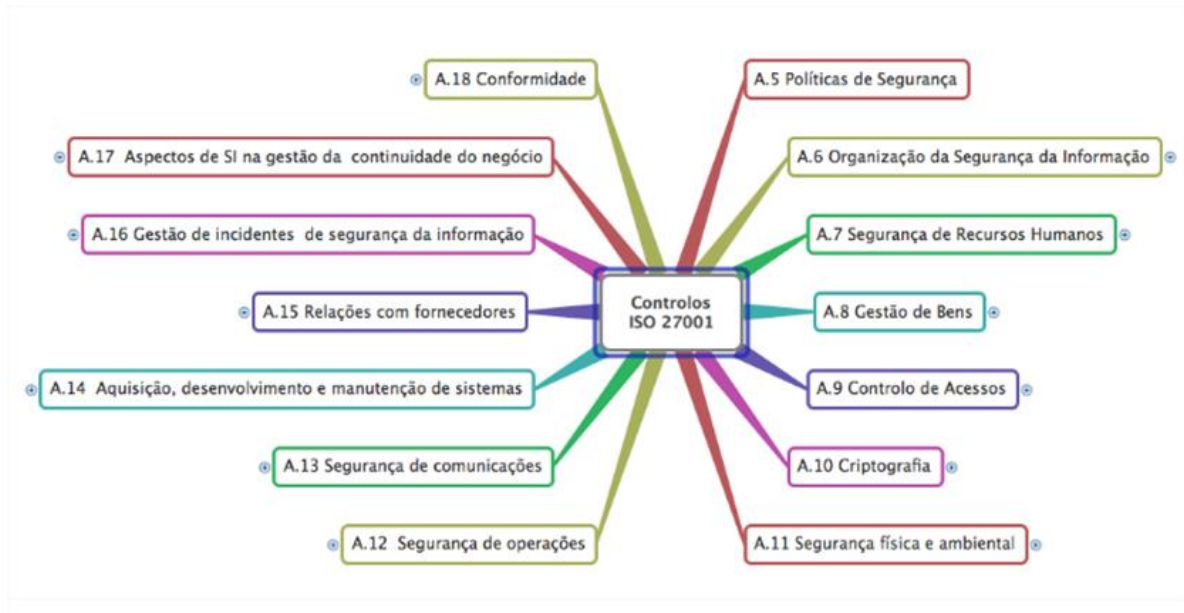 Controlos
ISO 27001
A.5 Políticas de Segurança
A.6 Organização da Segurança da Informação
A.7 Segurança de Recursos Humanos
A.8 Gestão de Bens
A.9 Controlo de Acessos
A.10 Criptografia
A.11 Segurança física e ambiental
A.12 Segurança de operações
A.13 Segurança de comunicações
A.14 Aquisição, desenvolvimento e manutenção de sistemas
A.15 Relações com fornecedores
A.16 Gestão de incidentes de segurança da informação
A.17 Aspectos de SI na gestão da continuidade do negócio
A.18 Conformidade